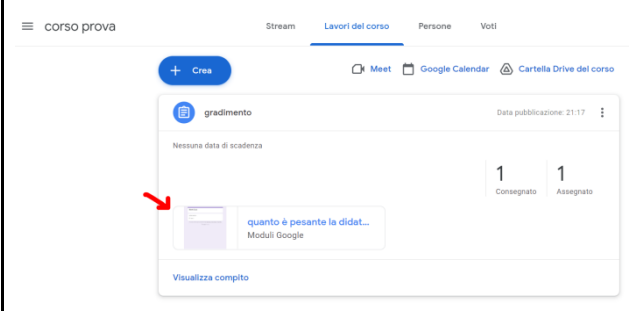 corso prova
Stream Lavori del corso Persone Voti
+ Crea
Meet Google Calendar Cartella Drive del corso
gradimento
Data pubblicazione: 21:17
Nessuna data di scadenza
1 1
Consegnato Assegnato
quanto è pesante la didat...
Moduli Google
Visualizza compito